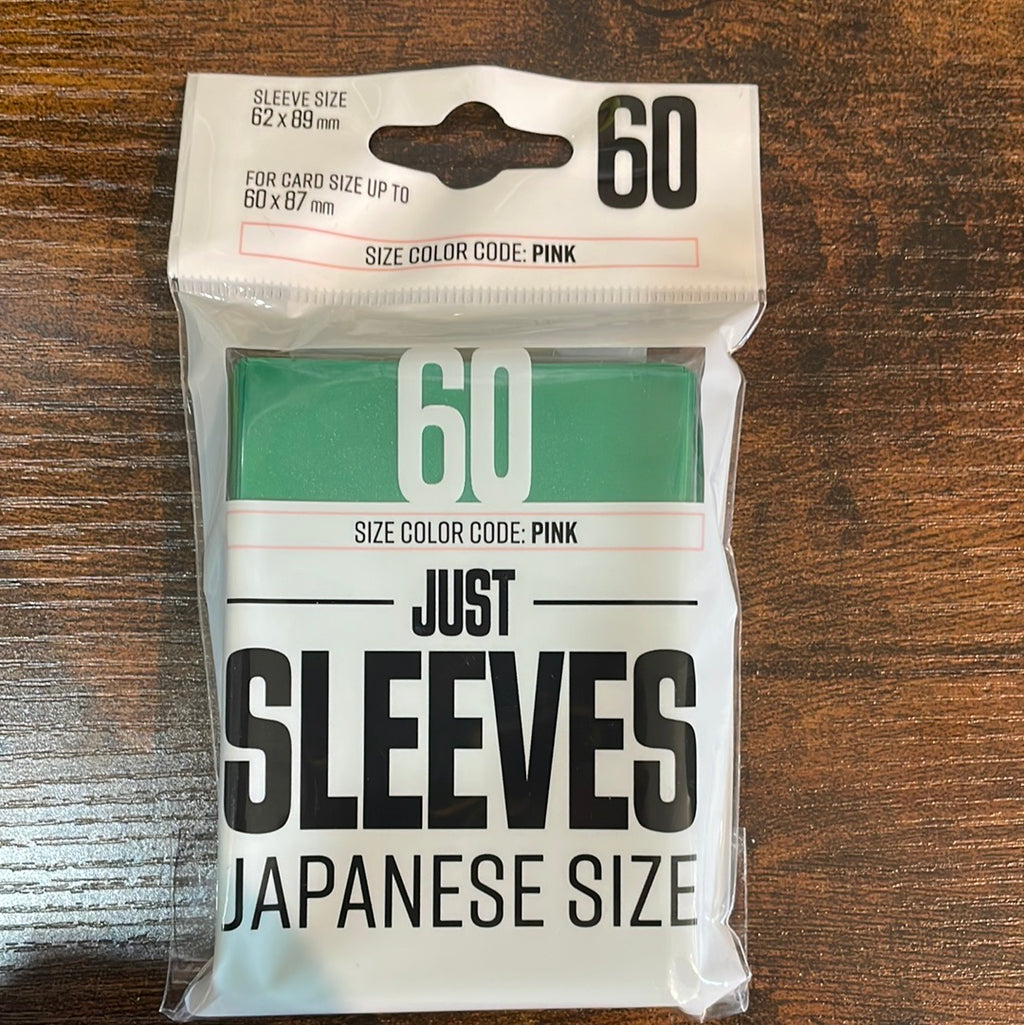 SLEEVE SIZE
62 x 89 mm
60
FOR CARD SIZE UP TO
60 x 87 mm
SIZE COLOR CODE: PINK
60
SIZE COLOR CODE: PINK
JUST
SLEEVES
JAPANESE SIZE